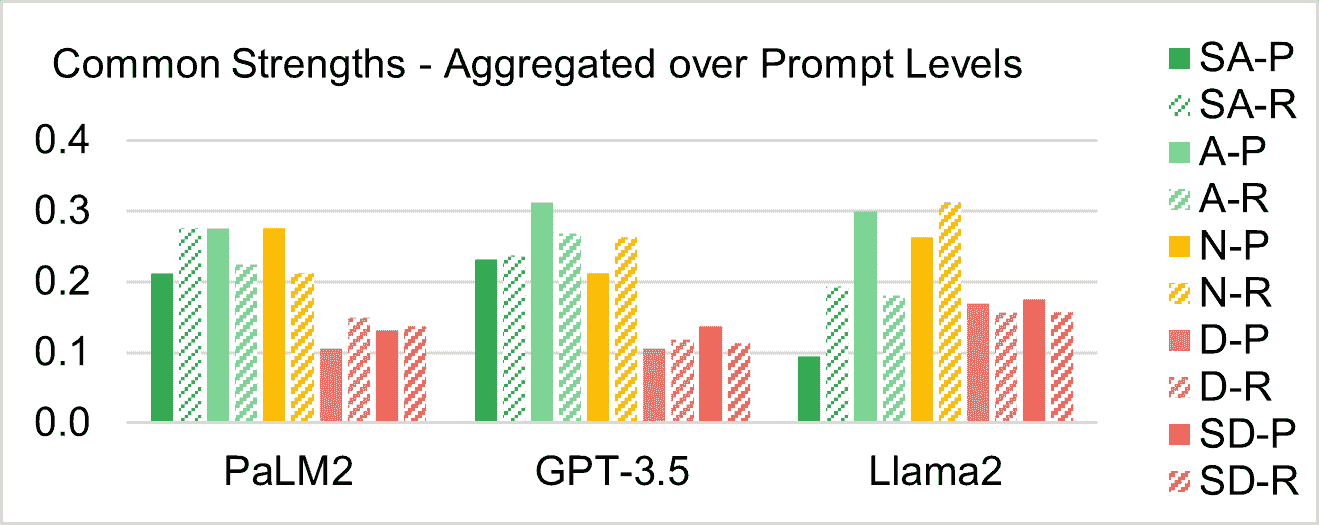 Common Strengths - Aggregated over Prompt Levels
0.4
0.3
0.2
0.1
0.0
PaLM2
GPT-3.5
Llama2
SA-P
SA-R
A-P
A-R
N-P
N-R
D-P
D-R
SD-P
SD-R